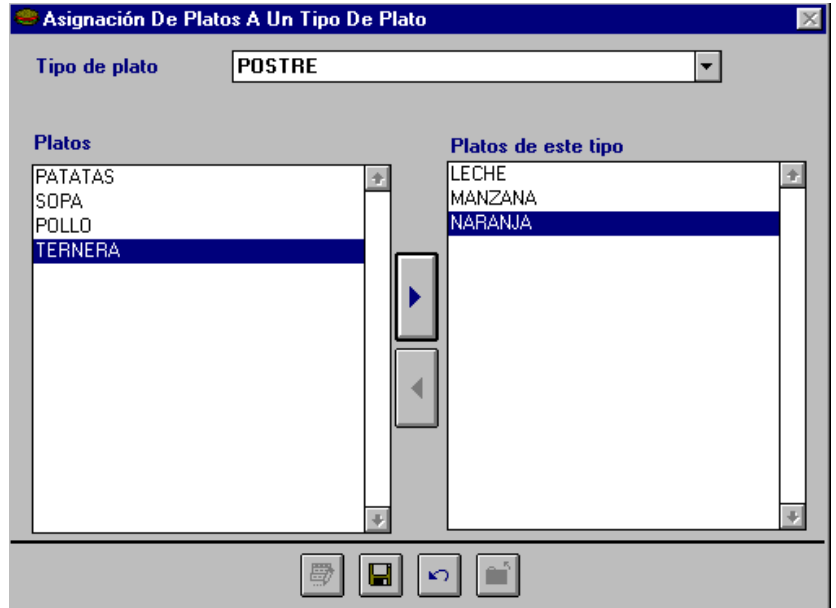 Asignación De Platos A Un Tipo De Plato
Tipo de plato
POSTRE
Platos
PATATAS
SOPA
POLLO
TERNERA
Platos de este tipo
LECHE
MANZANA
NARANJA